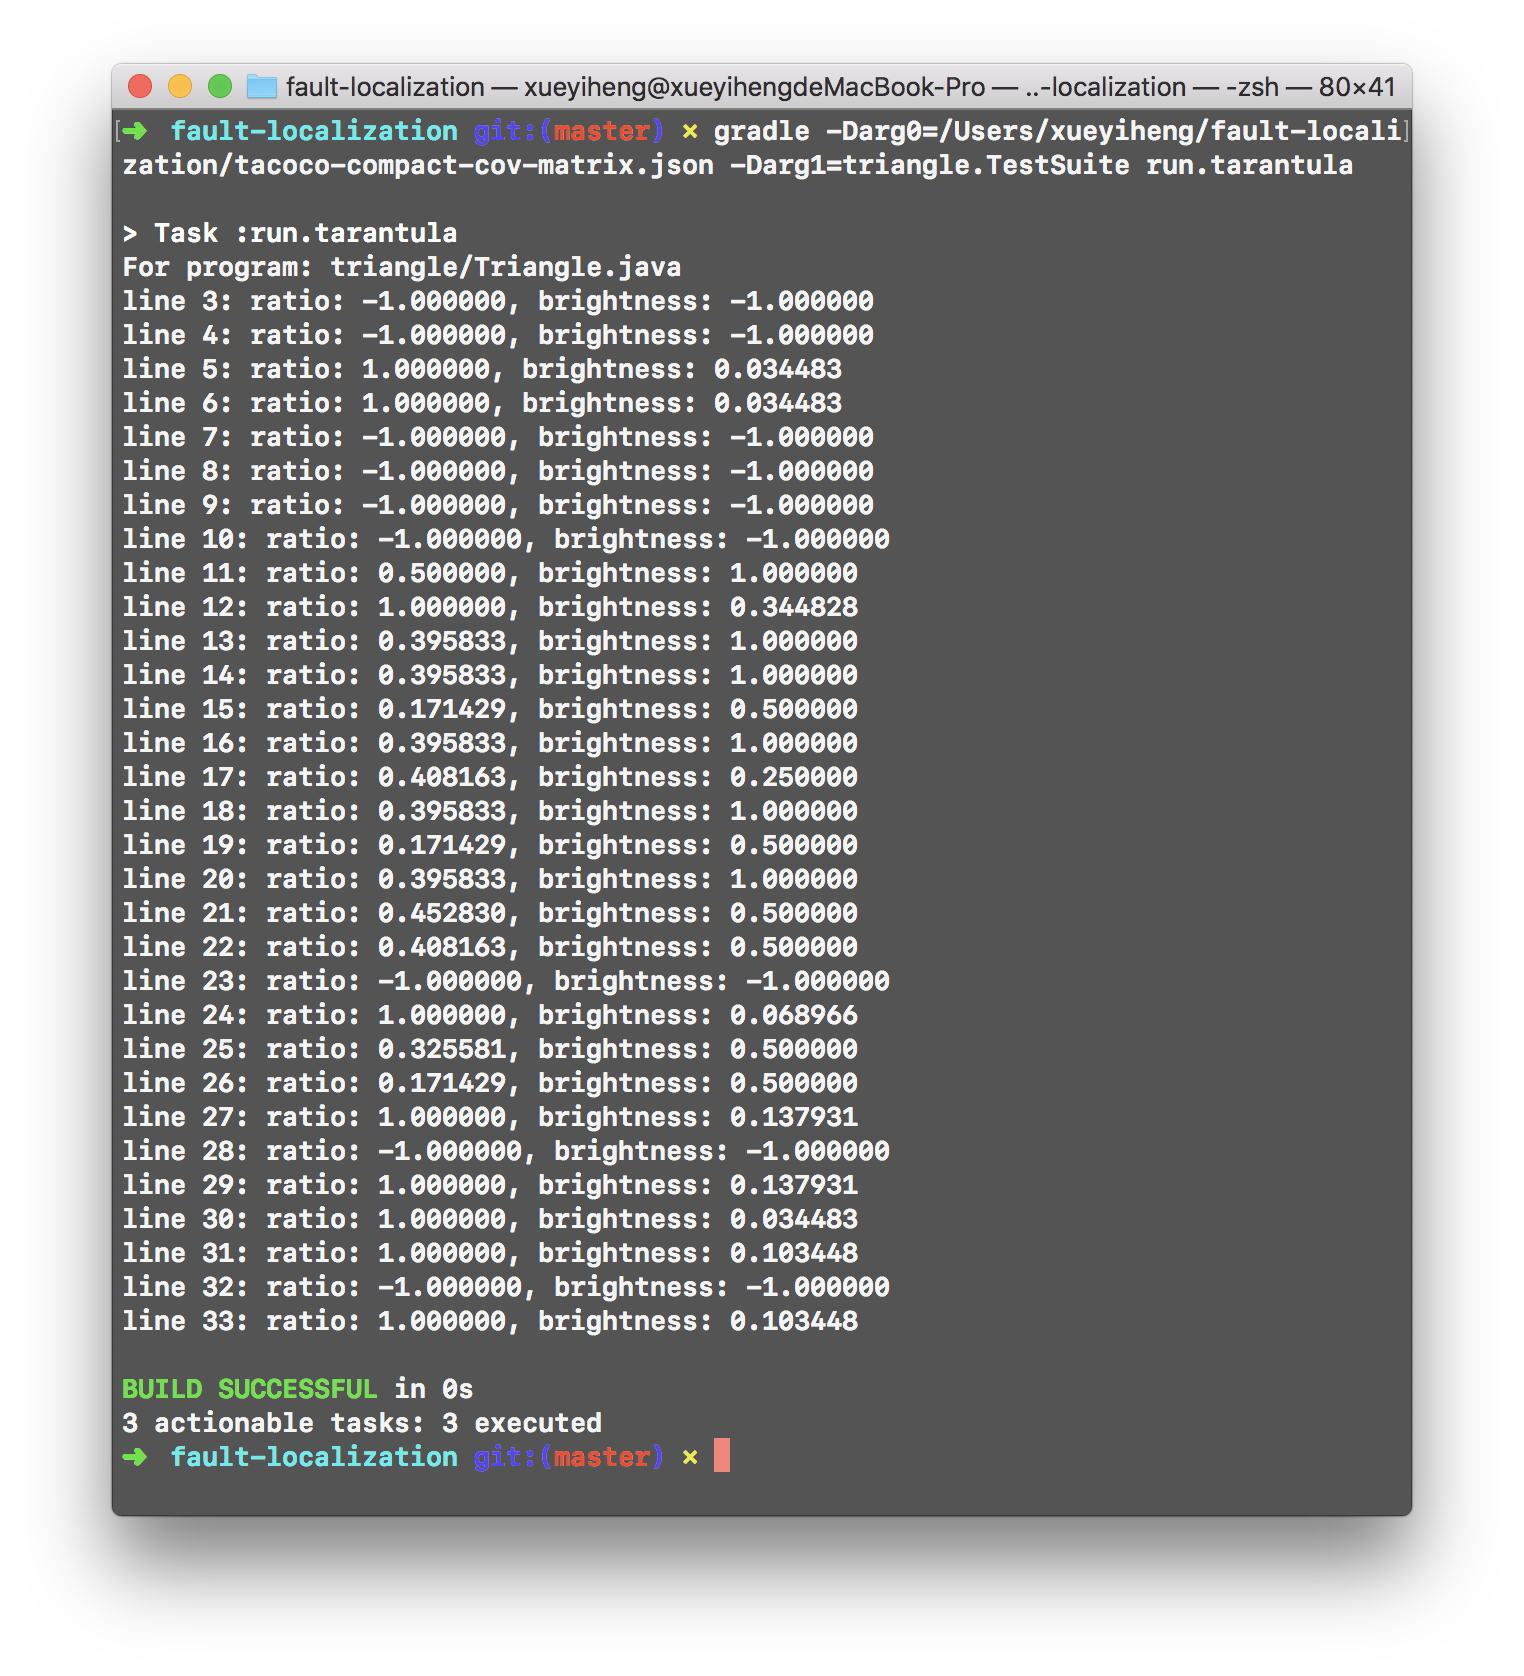 fault-localization — xueyiheng@xueyihengdeMacBook-Pro — ..-localization — -zsh — 80×41
[➜  fault-localization git:(master) ✗ gradle -Darg0=/Users/xueyiheng/fault-locali]
zation/tacoco-compact-cov-matrix.json -Darg1=triangle.TestSuite run.tarantula
> Task :run.tarantula
For program: triangle/Triangle.java
line 3: ratio: -1.000000, brightness: -1.000000
line 4: ratio: -1.000000, brightness: -1.000000
line 5: ratio: 1.000000, brightness: 0.034483
line 6: ratio: 1.000000, brightness: 0.034483
line 7: ratio: -1.000000, brightness: -1.000000
line 8: ratio: -1.000000, brightness: -1.000000
line 9: ratio: -1.000000, brightness: -1.000000
line 10: ratio: -1.000000, brightness: -1.000000
line 11: ratio: 0.500000, brightness: 1.000000
line 12: ratio: 1.000000, brightness: 0.344828
line 13: ratio: 0.395833, brightness: 1.000000
line 14: ratio: 0.395833, brightness: 1.000000
line 15: ratio: 0.171429, brightness: 0.500000
line 16: ratio: 0.395833, brightness: 1.000000
line 17: ratio: 0.408163, brightness: 0.250000
line 18: ratio: 0.395833, brightness: 1.000000
line 19: ratio: 0.171429, brightness: 0.500000
line 20: ratio: 0.395833, brightness: 1.000000
line 21: ratio: 0.452830, brightness: 0.500000
line 22: ratio: 0.408163, brightness: 0.500000
line 23: ratio: -1.000000, brightness: -1.000000
line 24: ratio: 1.000000, brightness: 0.068966
line 25: ratio: 0.325581, brightness: 0.500000
line 26: ratio: 0.171429, brightness: 0.500000
line 27: ratio: 1.000000, brightness: 0.137931
line 28: ratio: -1.000000, brightness: -1.000000
line 29: ratio: 1.000000, brightness: 0.137931
line 30: ratio: 1.000000, brightness: 0.034483
line 31: ratio: 1.000000, brightness: 0.103448
line 32: ratio: -1.000000, brightness: -1.000000
line 33: ratio: 1.000000, brightness: 0.103448
BUILD SUCCESSFUL in 0s
3 actionable tasks: 3 executed
➜  fault-localization git:(master) ✗